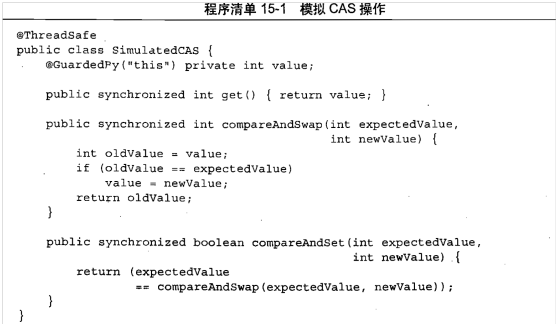 程序清单 15-1 模拟 CAS 操作
@ThreadSafe
public class SimulatedCAS {
    @GuardedPy("this") private int value;
    public synchronized int get() { return value; }
    public synchronized int compareAndSwap(int expectedValue,
                                           int newValue) {
        int oldValue = value;
        if (oldValue == expectedValue)
            value = newValue;
        return oldValue;
    }
    public synchronized boolean compareAndSet(int expectedValue,
                                              int newValue) {
        return (expectedValue
                == compareAndSwap(expectedValue, newValue));
    }
}